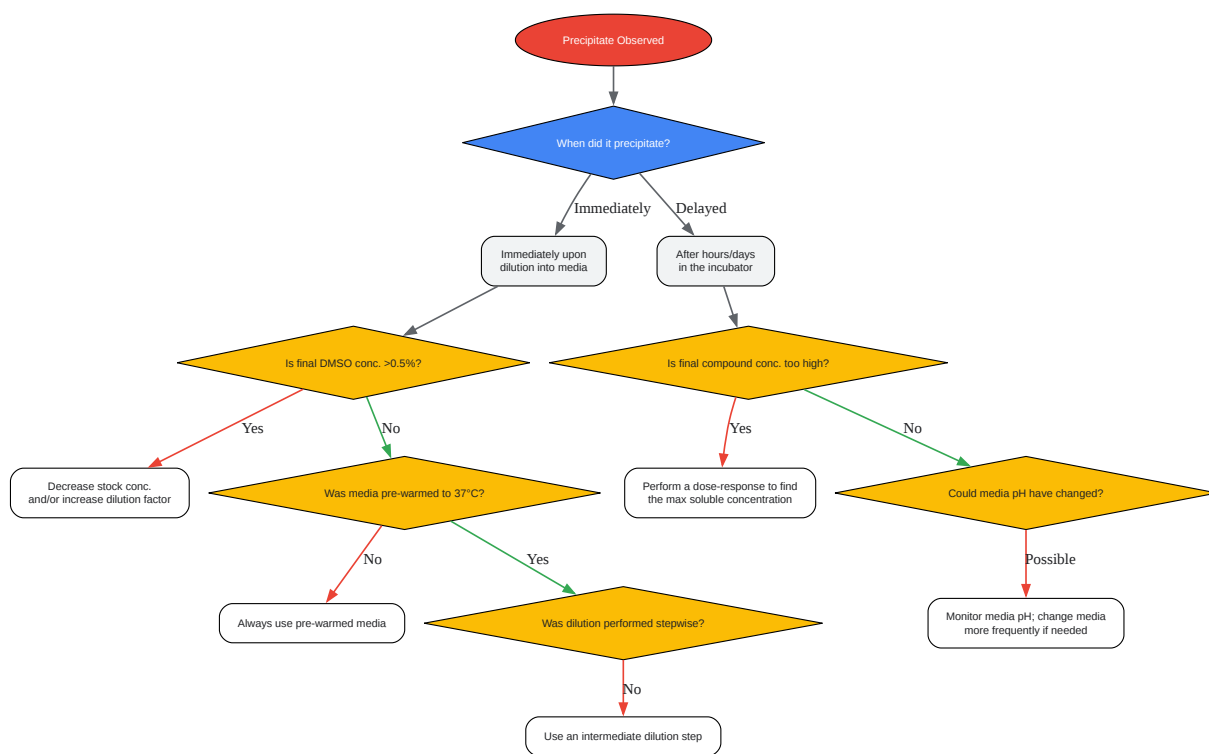 Precipitate Observed
When did it precipitate?
Immediately
Delayed
Immediately upon
dilution into media
After hours/days
in the incubator
Is final DMSO conc. >0.5%?
Is final compound conc. too high?
Yes
No
Yes
No
Decrease stock conc.
and/or increase dilution factor
Was media pre-warmed to 37°C?
Perform a dose-response to find
the max soluble concentration
Could media pH have changed?
No
Yes
Possible
Always use pre-warmed media
Was dilution performed stepwise?
Monitor media pH; change media
more frequently if needed
No
Use an intermediate dilution step